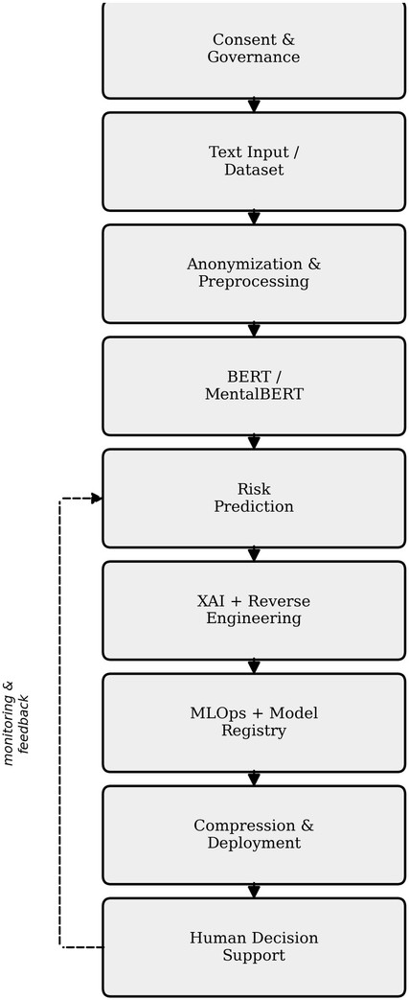 Consent &
Governance
Text Input /
Dataset
Anonymization &
Preprocessing
BERT /
MentalBERT
Risk
Prediction
XAI + Reverse
Engineering
MLOps + Model
Registry
Compression &
Deployment
Human Decision
Support
monitoring &
feedback